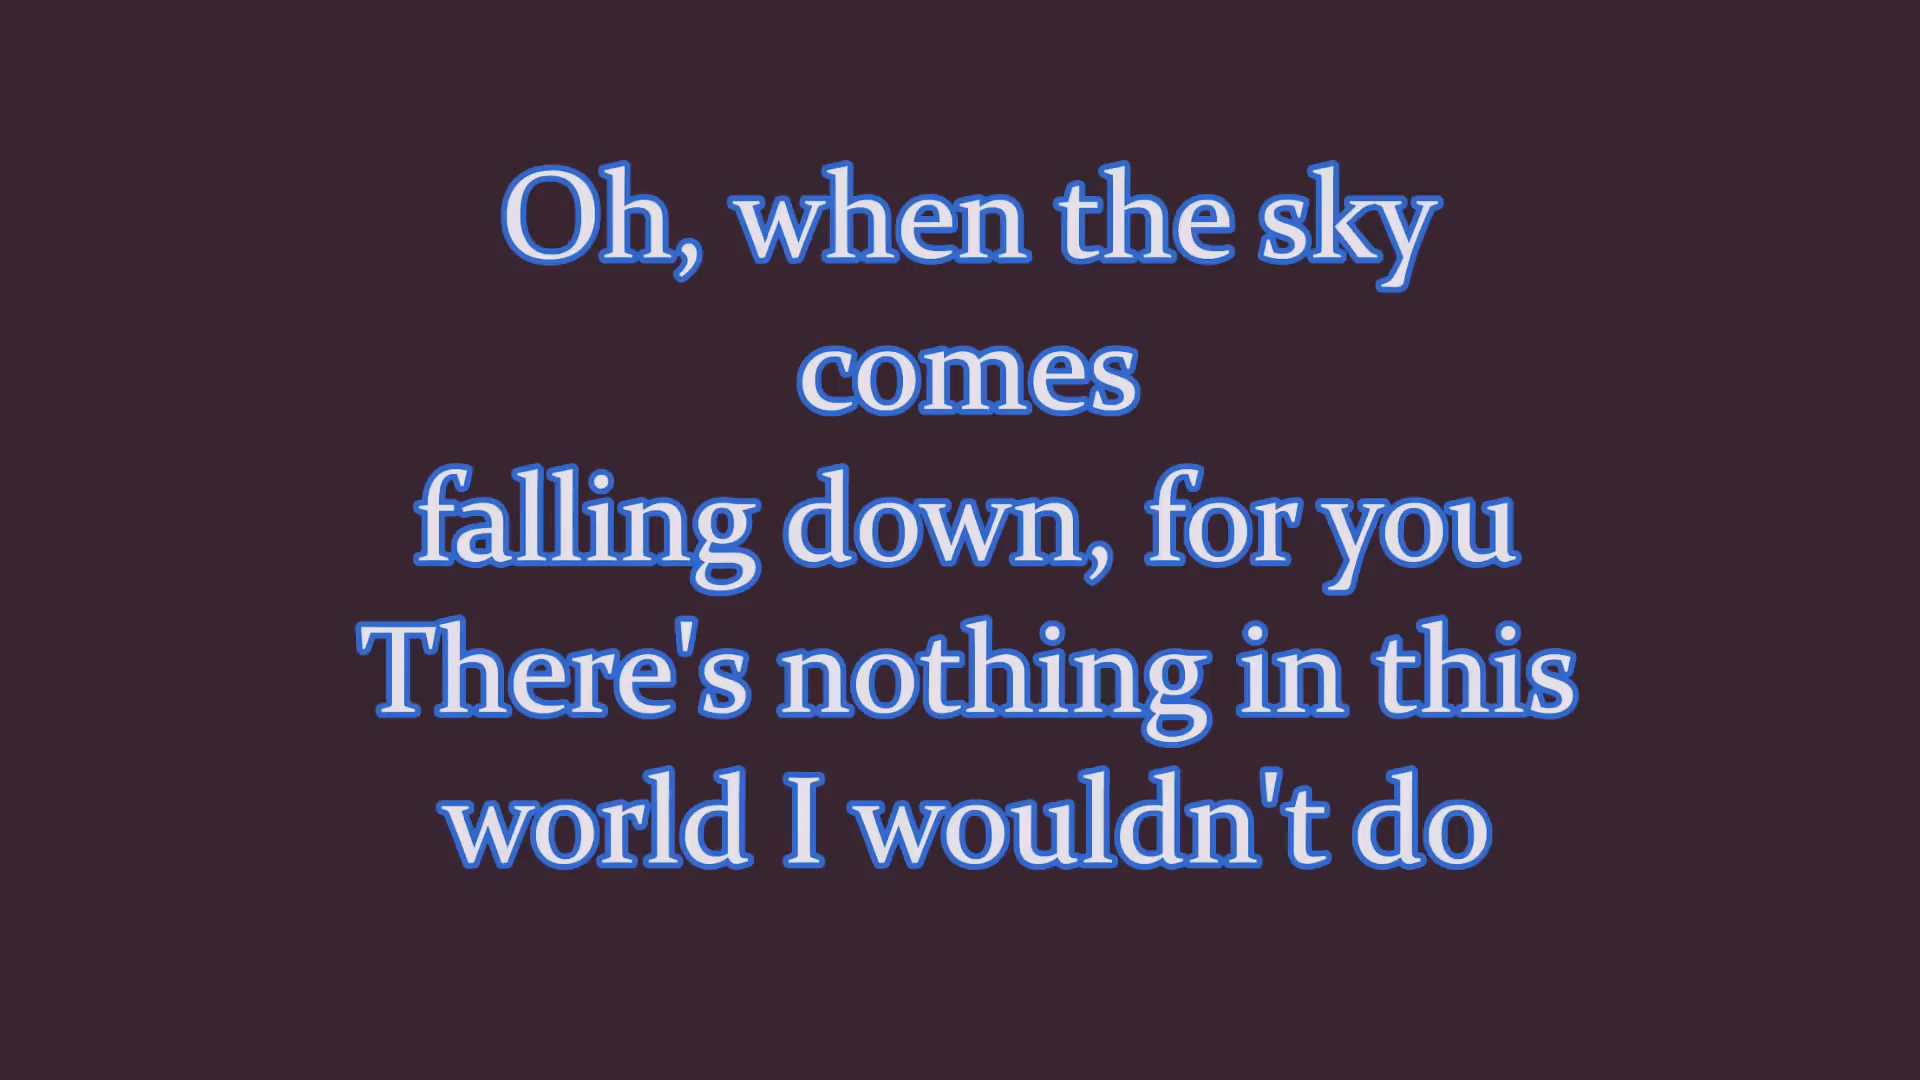 Oh, when the sky
comes
falling down, for you
There's nothing in this
world I wouldn't do